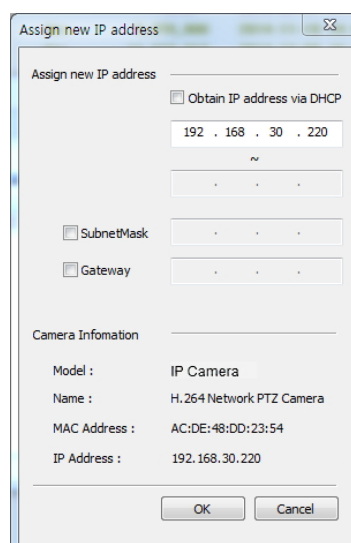 Assign new IP address
Assign new IP address
Obtain IP address via DHCP
192 . 168 . 30 . 220
~
. . .
SubnetMask . . .
Gateway . . .
Camera Infomation
Model : IP Camera
Name : H.264 Network PTZ Camera
MAC Address : AC:DE:48:DD:23:54
IP Address : 192.168.30.220
OK Cancel